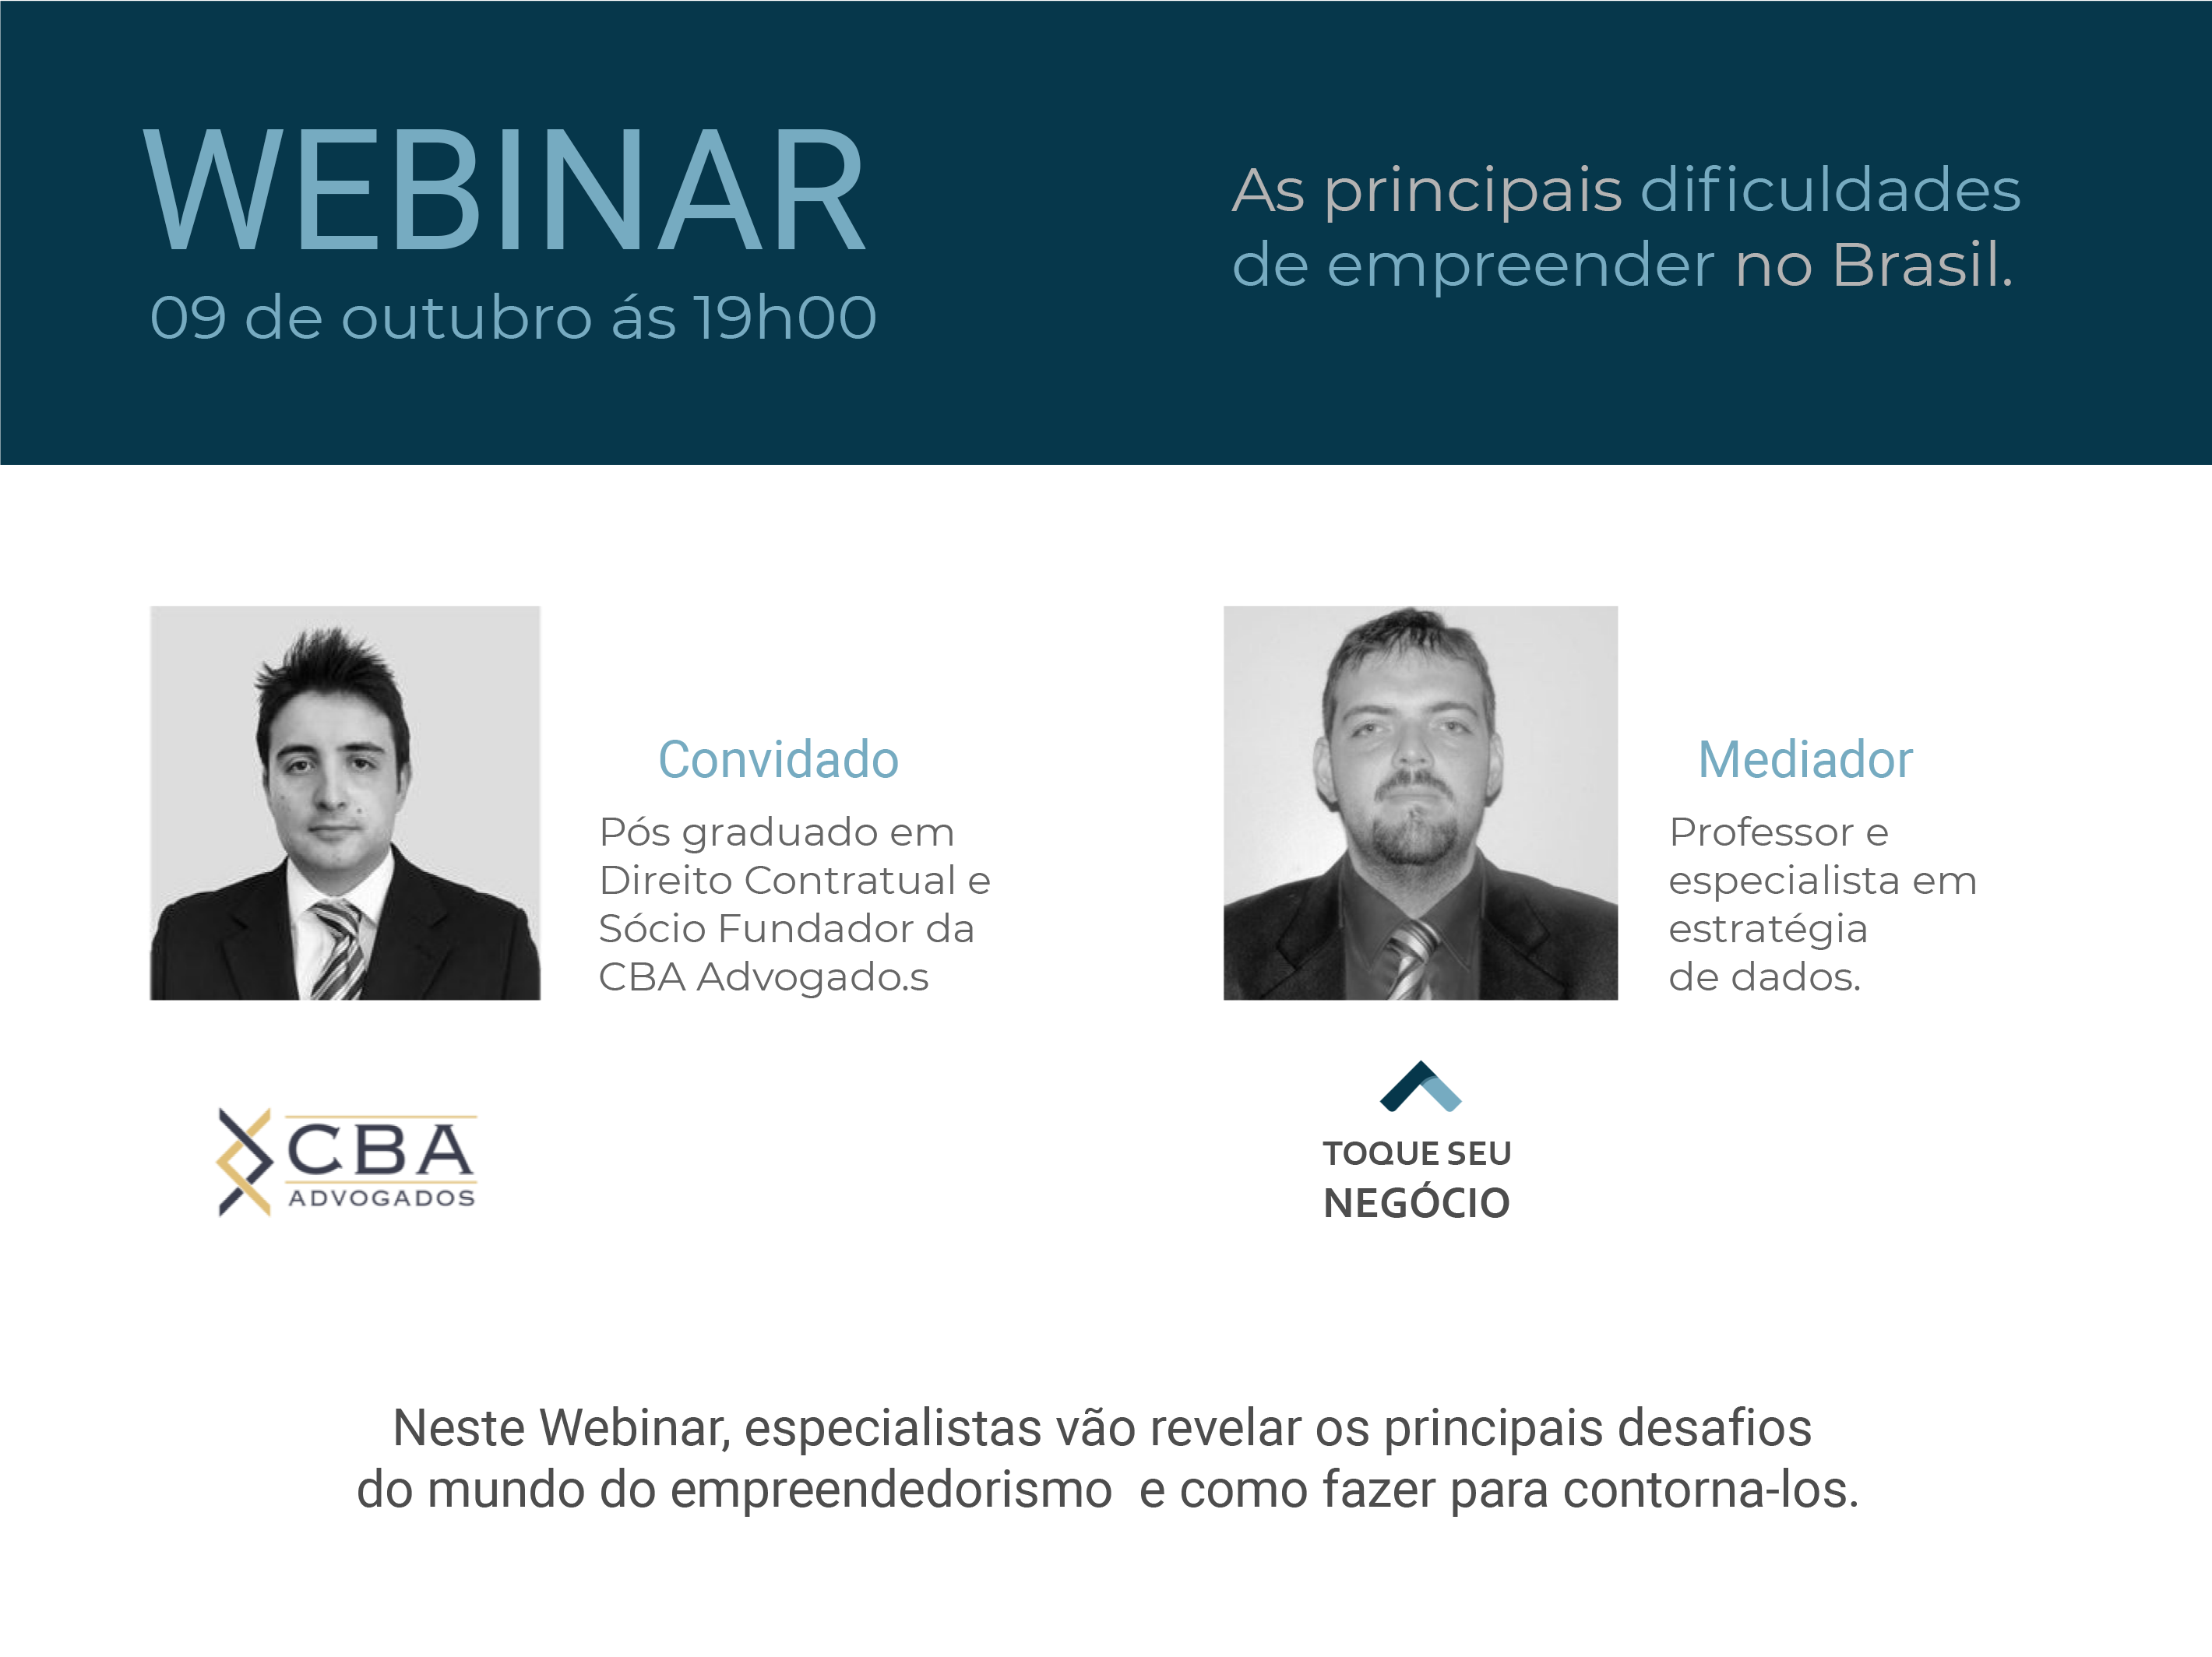 WEBINAR
09 de outubro ás 19h00
As principais dificuldades
de empreender no Brasil.
Convidado
Pós graduado em
Direito Contratual e
Sócio Fundador da
CBA Advogado.s
CBA
ADVOGADOS
Mediador
Professor e
especialista em
estratégia
de dados.
TOQUE SEU
NEGÓCIO
Neste Webinar, especialistas vão revelar os principais desafios
do mundo do empreendedorismo  e como fazer para contorna-los.